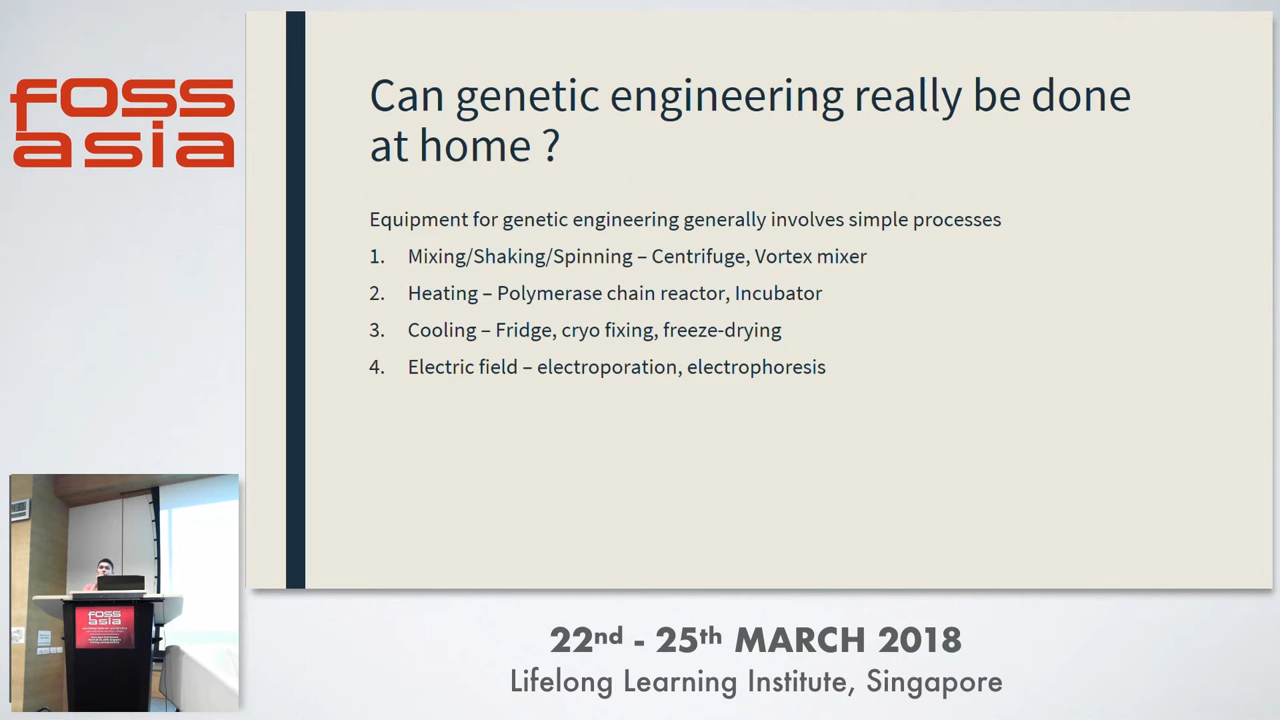 foss
asia
Can genetic engineering really be done
at home ?
Equipment for genetic engineering generally involves simple processes
1. Mixing/Shaking/Spinning – Centrifuge, Vortex mixer
2. Heating – Polymerase chain reactor, Incubator
3. Cooling – Fridge, cryo fixing, freeze-drying
4. Electric field – electroporation, electrophoresis
foss
asia
22nd - 25th MARCH 2018
Lifelong Learning Institute, Singapore